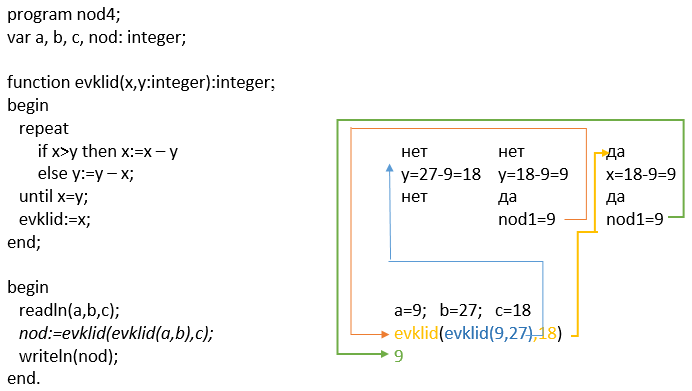 program nod4;
var a, b, c, nod: integer;
function evklid(x,y:integer):integer;
begin
repeat
if x>y then x:=x – y
else y:=y – x;
until x=y;
evklid:=x;
end;
begin
readln(a,b,c);
nod:=evklid(evklid(a,b),c);
writeln(nod);
end.
нет нет да
y=27-9=18 y=18-9=9 x=18-9=9
нет да да
nod1=9 nod1=9
a=9; b=27; c=18
evklid(evklid(9,27),18)
9